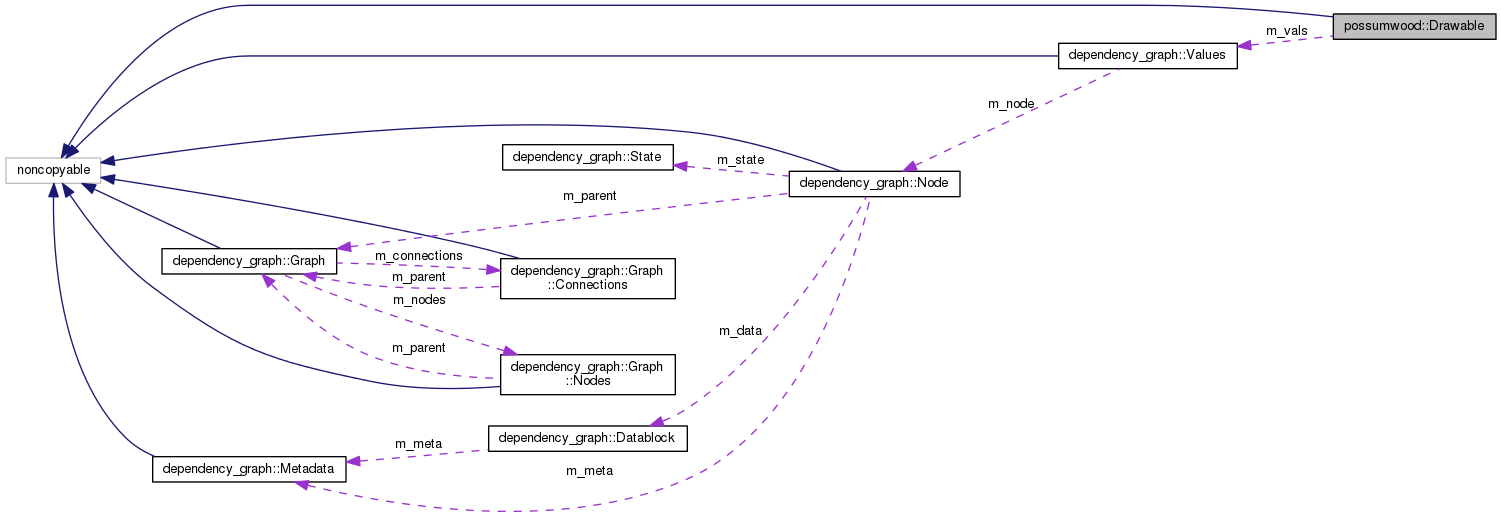 possumwood::Drawable
m_vals
dependency_graph::Values
m_node
noncopyable
dependency_graph::State
m_state
dependency_graph::Node
m_parent
dependency_graph::Graph
m_connections
dependency_graph::Graph
::Connections
m_parent
m_nodes
m_data
m_parent
dependency_graph::Graph
::Nodes
dependency_graph::Datablock
m_meta
dependency_graph::Metadata
m_meta